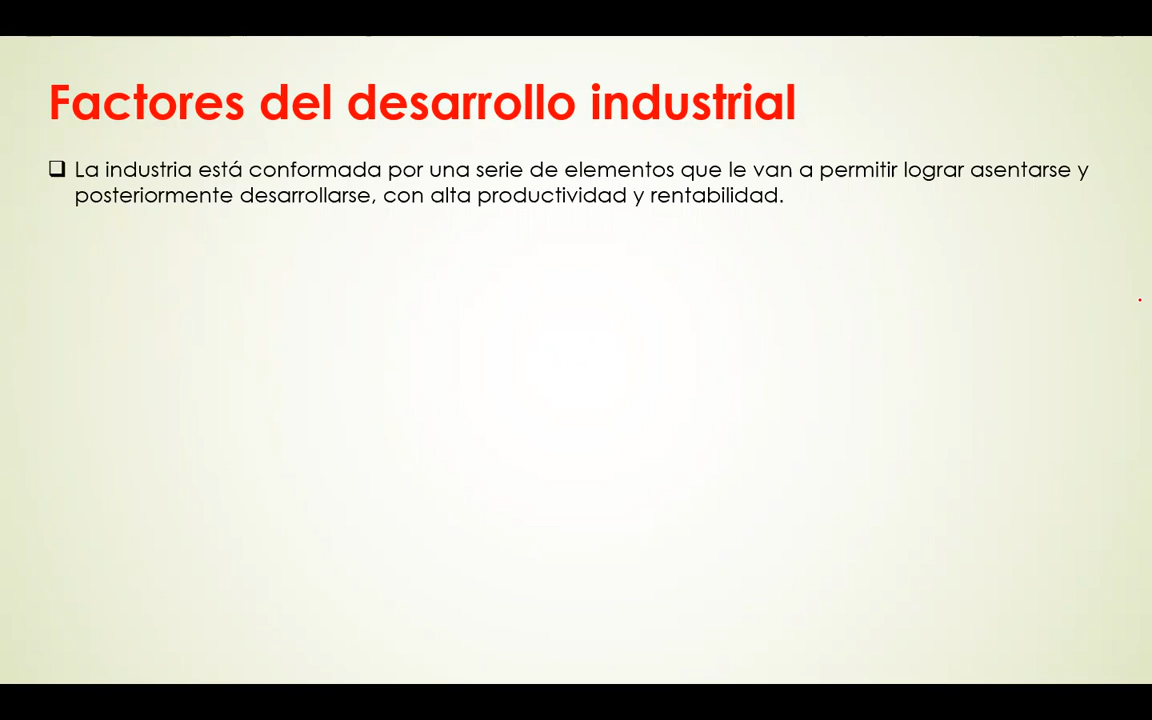 Factores del desarrollo industrial
❑ La industria está conformada por una serie de elementos que le van a permitir lograr asentarse y
posteriormente desarrollarse, con alta productividad y rentabilidad.